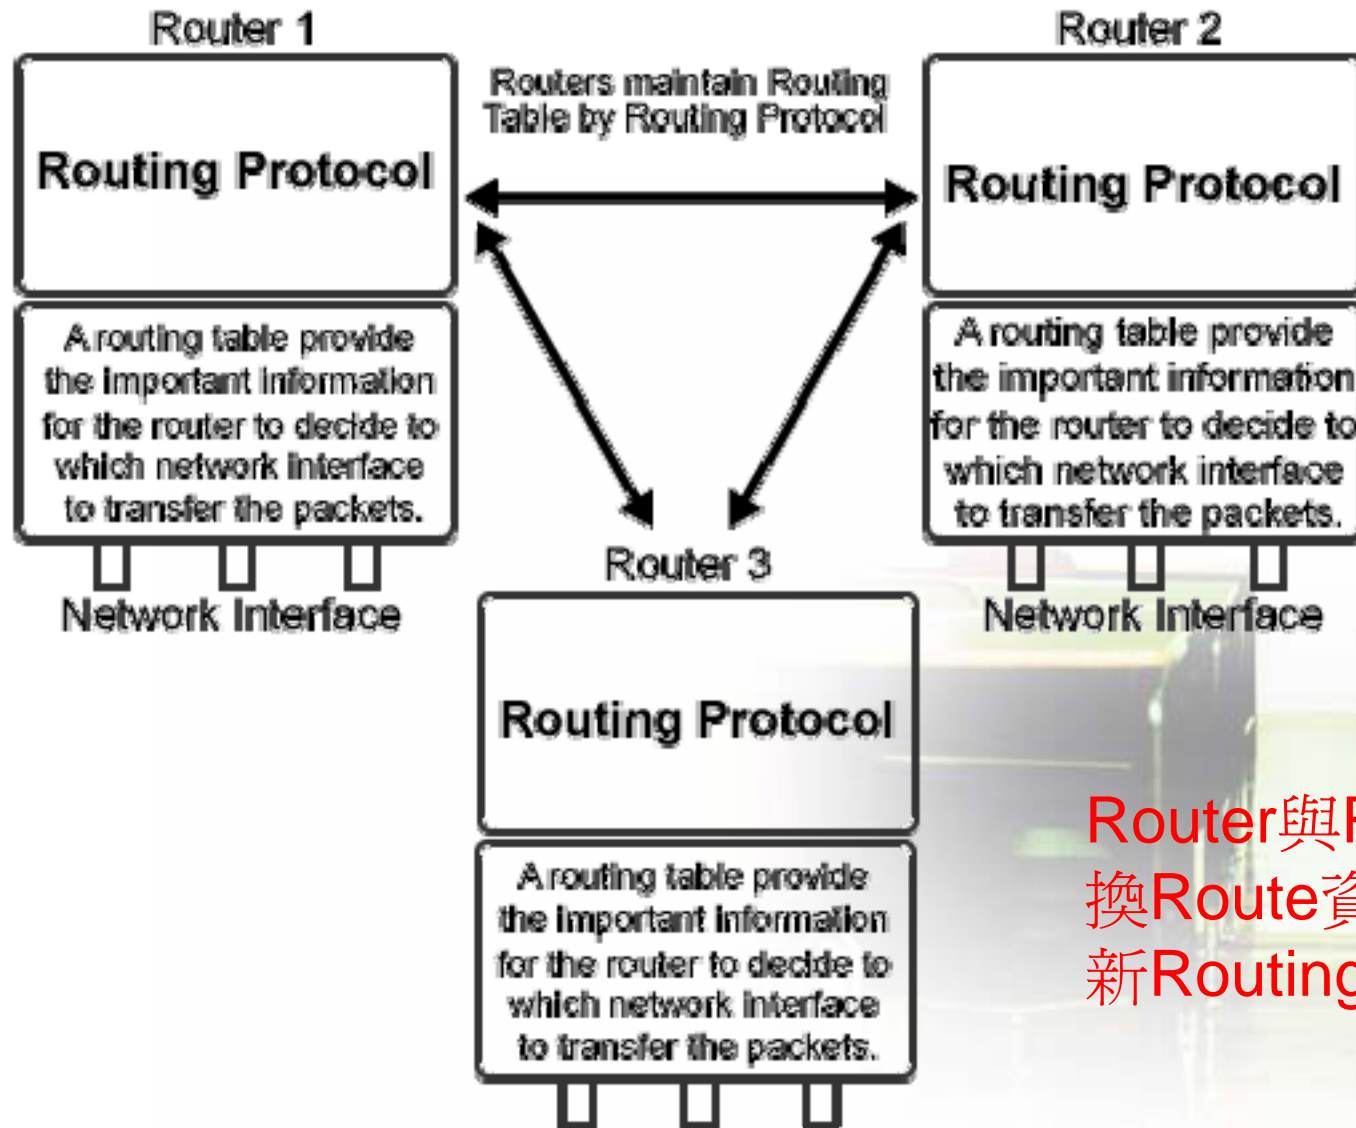 Router 1
Routing Protocol
A routing table provide
the important information
for the router to decide to
which network interface
to transfer the packets.
Network Interface
Routers maintain Routing
Table by Routing Protocol
Router 2
Routing Protocol
A routing table provide
the important information
for the router to decide to
which network interface
to transfer the packets.
Network Interface
Router 3
Routing Protocol
A routing table provide
the important information
for the router to decide to
which network interface
to transfer the packets.
Router與
換Route資
新Routing